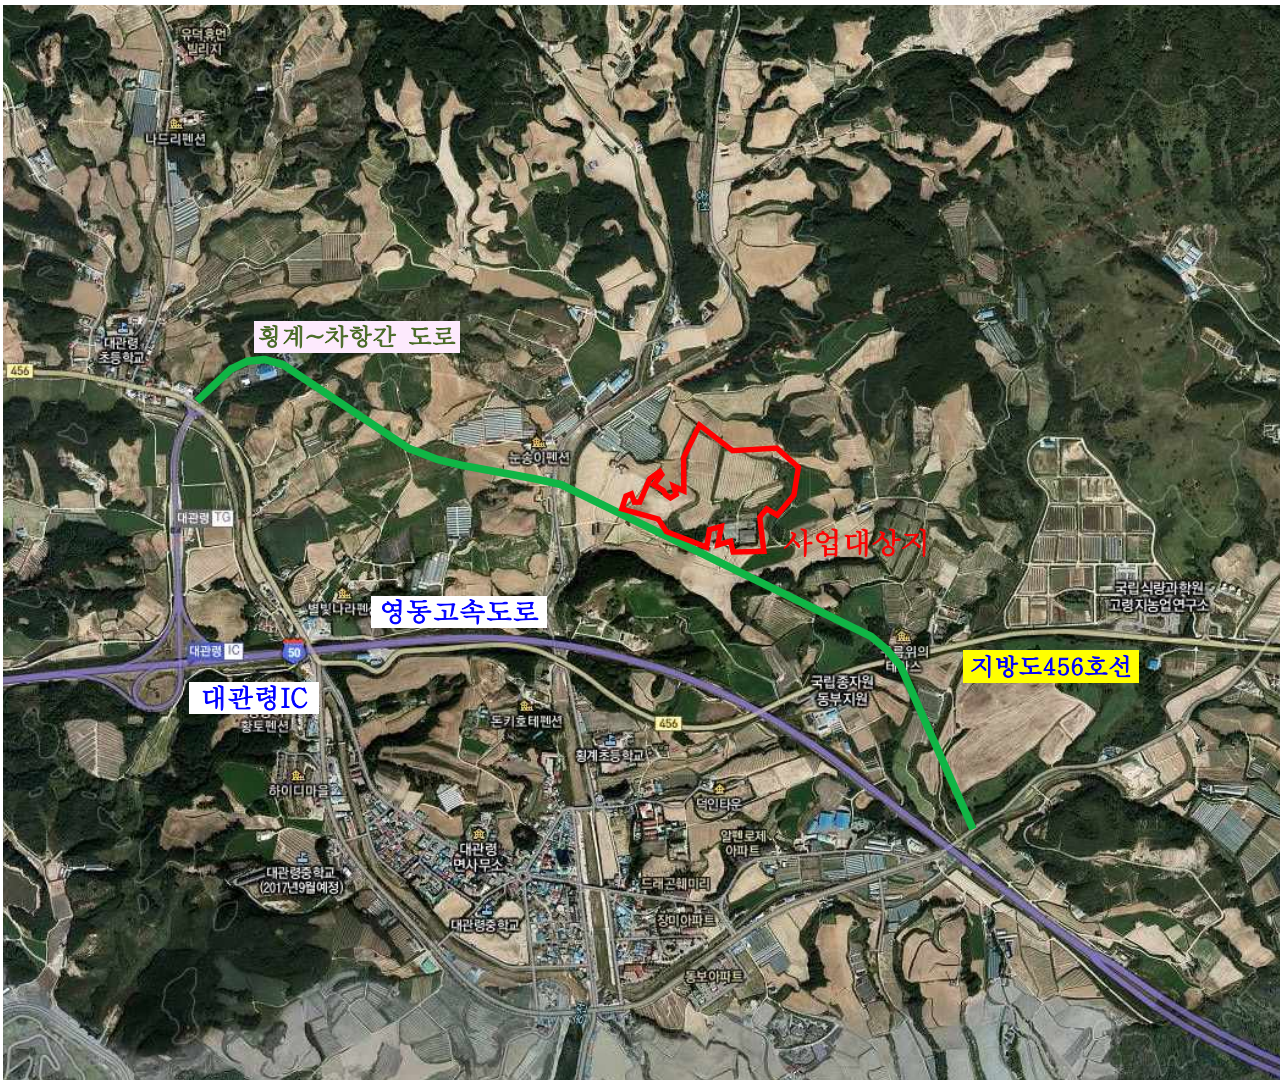 유덕휴먼
빌리지
나드리펜션
송천
횡계~차항간 도로
대관령
초등학교
456
눈송이펜션
대관령 TG
사업대상지
국립식량과학원
고령지농업연구소
별빛나라펜션
영동고속도로
대관령 IC
50
지방도456호선
국립종자원
동부지원
대관령IC
황토펜션
돈키호테펜션
456
횡계초등학교
하이디마을
덕인타운
대관령
면사무소
알펜로제
아파트
대관령중학교
(2017년9월예정)
드래곤훼미리
대관령중학교
장미아파트
동보아파트